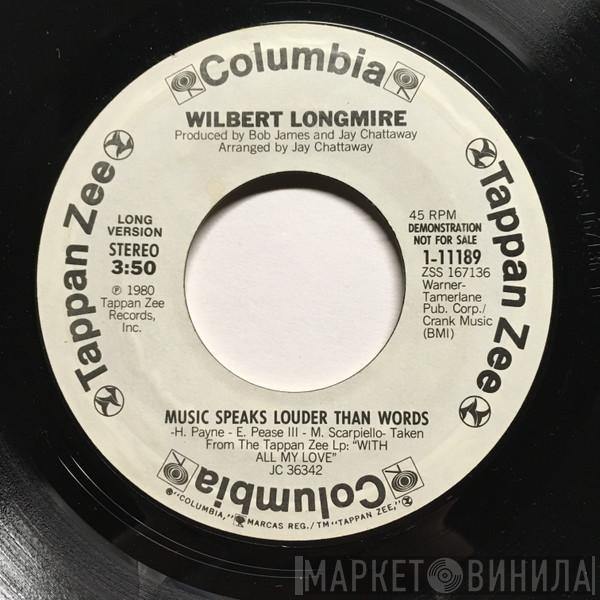 Columbia
WILBERT LONGMIRE
Produced by Bob James and Jay Chattaway
Arranged by Jay Chattaway
Tappan Zee
Tappan Zee
LONG
VERSION
STEREO
3:50
℗ 1980
Tappan Zee
Records,
Inc.
45 RPM
DEMONSTRATION
NOT FOR SALE
1-11189
ZSS 167136
Warner-
Tamerlane
Pub. Corp./
Crank Music
(BMI)
MUSIC SPEAKS LOUDER THAN WORDS
-H. Payne - E. Pease III - M. Scarpiello- Taken
From The Tappan Zee Lp: "WITH
ALL MY LOVE"
JC 36342
Columbia
®"COLUMBIA," MARCAS REG./TM "TAPPAN ZEE,"
МАРКЕТ ВИНИЛА